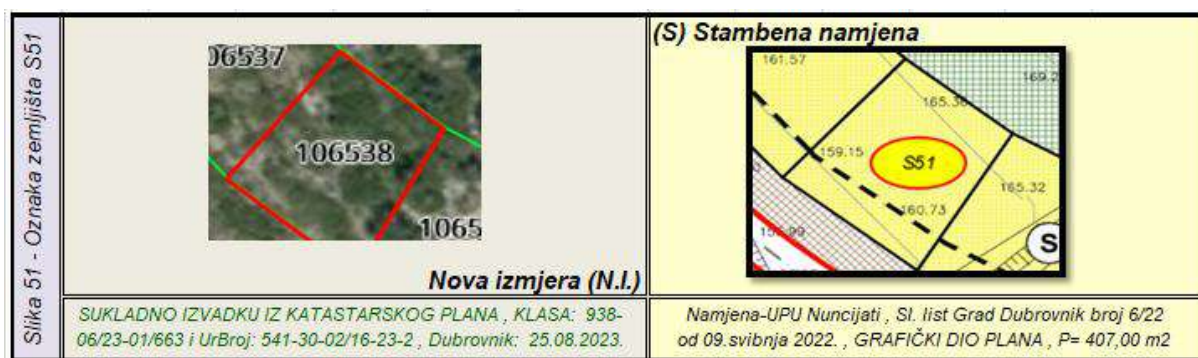 Slika 51 - Oznaka zemljišta S51
06537
106538
1065
Nova izmjera (N.I.)
SUKLADNO IZVADKU IZ KATASTARSKOG PLANA , KLASA: 938-
06/23-01/663 i UrBroj: 541-30-02/16-23-2 , Dubrovnik: 25.08.2023.
(S) Stambena namjena
161.57
169.2
165.36
159.15
S51
165.32
160.73
S
Namjena-UPU Nuncijati , Sl. list Grad Dubrovnik broj 6/22
od 09.svibnja 2022. , GRAFIČKI DIO PLANA , P= 407,00 m2